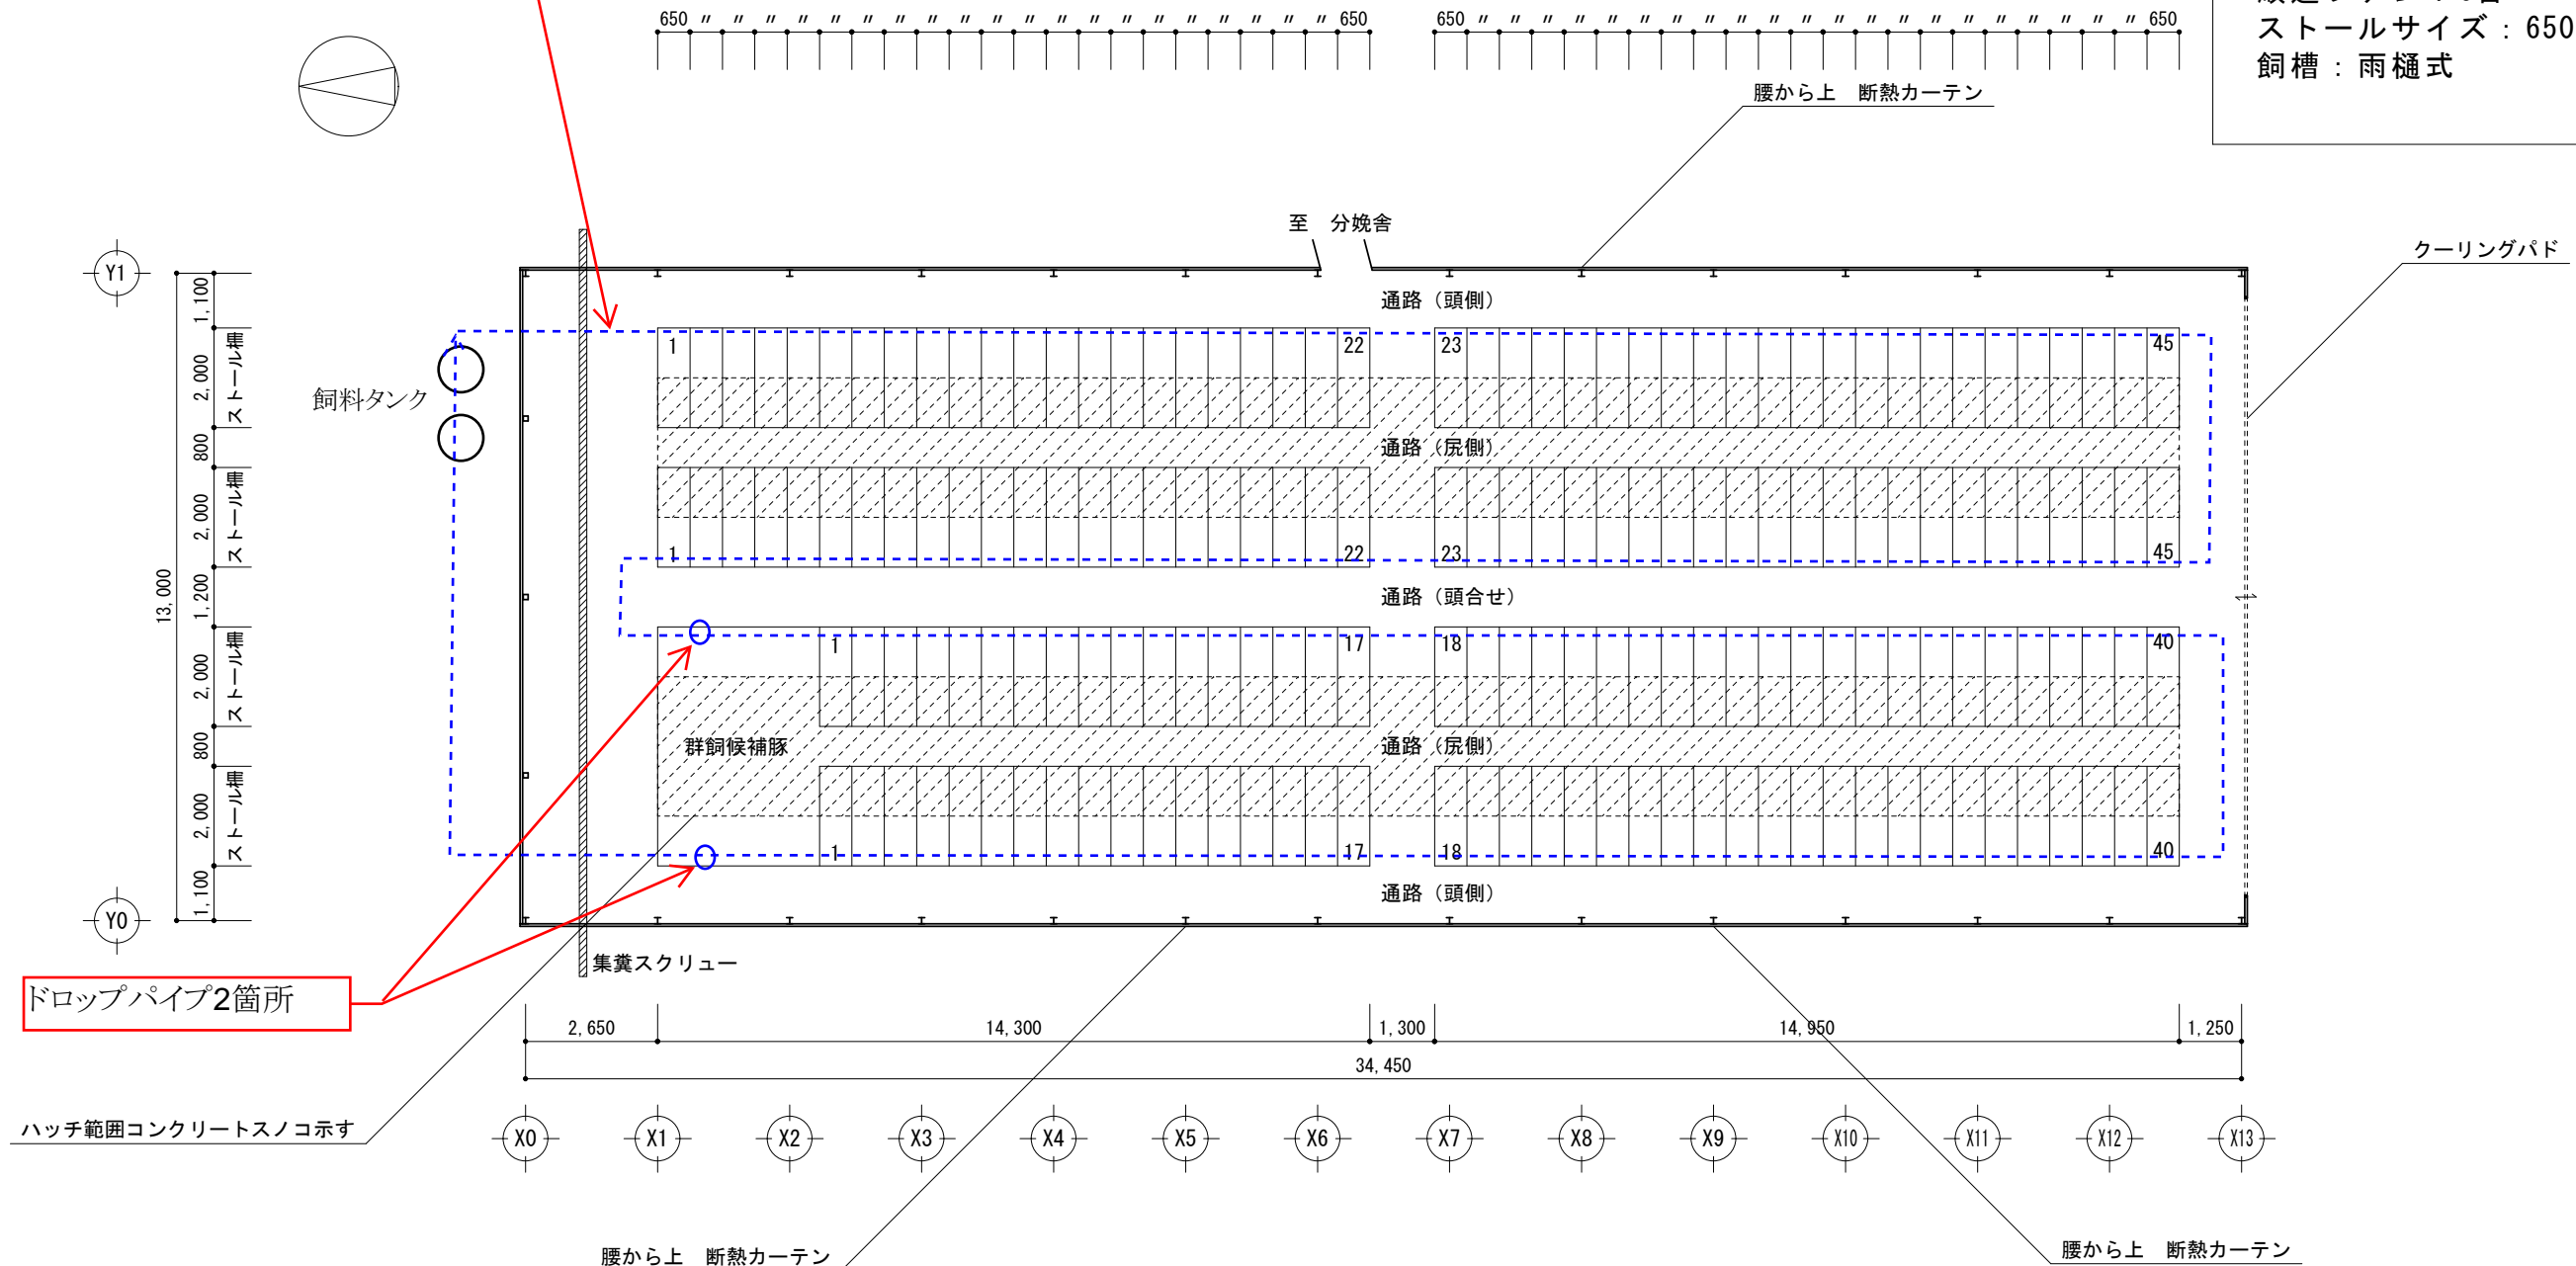 650 〃 〃 〃 〃 〃 〃 〃 〃 〃 〃 〃 〃 〃 〃 〃 〃 〃 〃 〃 〃 650
650 〃 〃 〃 〃 〃 〃 〃 〃 〃 〃 〃 〃 〃 〃 〃 〃 〃 〃 〃 〃 〃 650
ストールサイズ：650
飼槽：雨樋式
腰から上　断熱カーテン
至　分娩舎
クーリングパド
Y1
通路（頭側）
1 22 23 45
飼料タンク
通路（尻側）
1 22 23 45
通路（頭合せ）
1 17 18 40
群飼候補豚
通路（尻側）
1 17 18 40
通路（頭側）
Y0
13,000
1,100
2,000 ストール柵
800
2,000 ストール柵
1,200
2,000 ストール柵
800
2,000 ストール柵
1,100
集糞スクリュー
ドロップパイプ2箇所
2,650 14,300 1,300 14,950 1,250
34,450
ハッチ範囲コンクリートスノコ示す
X0 X1 X2 X3 X4 X5 X6 X7 X8 X9 X10 X11 X12 X13
腰から上　断熱カーテン
腰から上　断熱カーテン